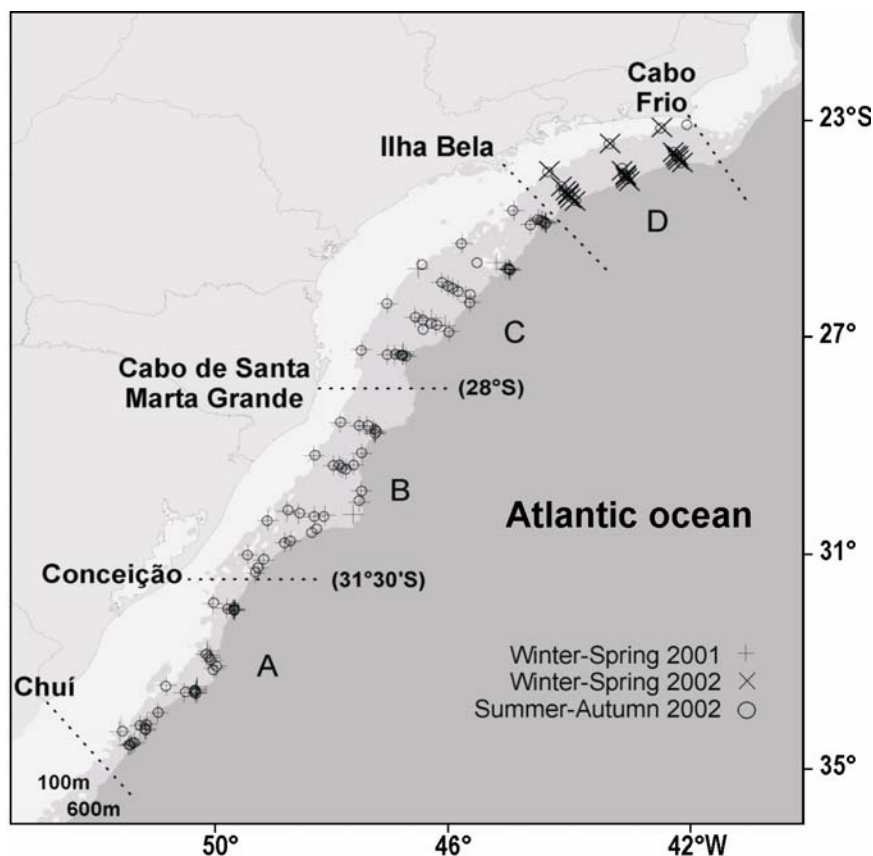 Cabo
Frio
23°S
Ilha Bela
D
C
27°
Cabo de Santa
Marta Grande
(28°S)
B
Atlantic ocean
31°
Conceição
(31°30'S)
A
Winter-Spring 2001
Winter-Spring 2002
Summer-Autumn 2002
Chuí
100m
600m
35°
50°
46°
42°W